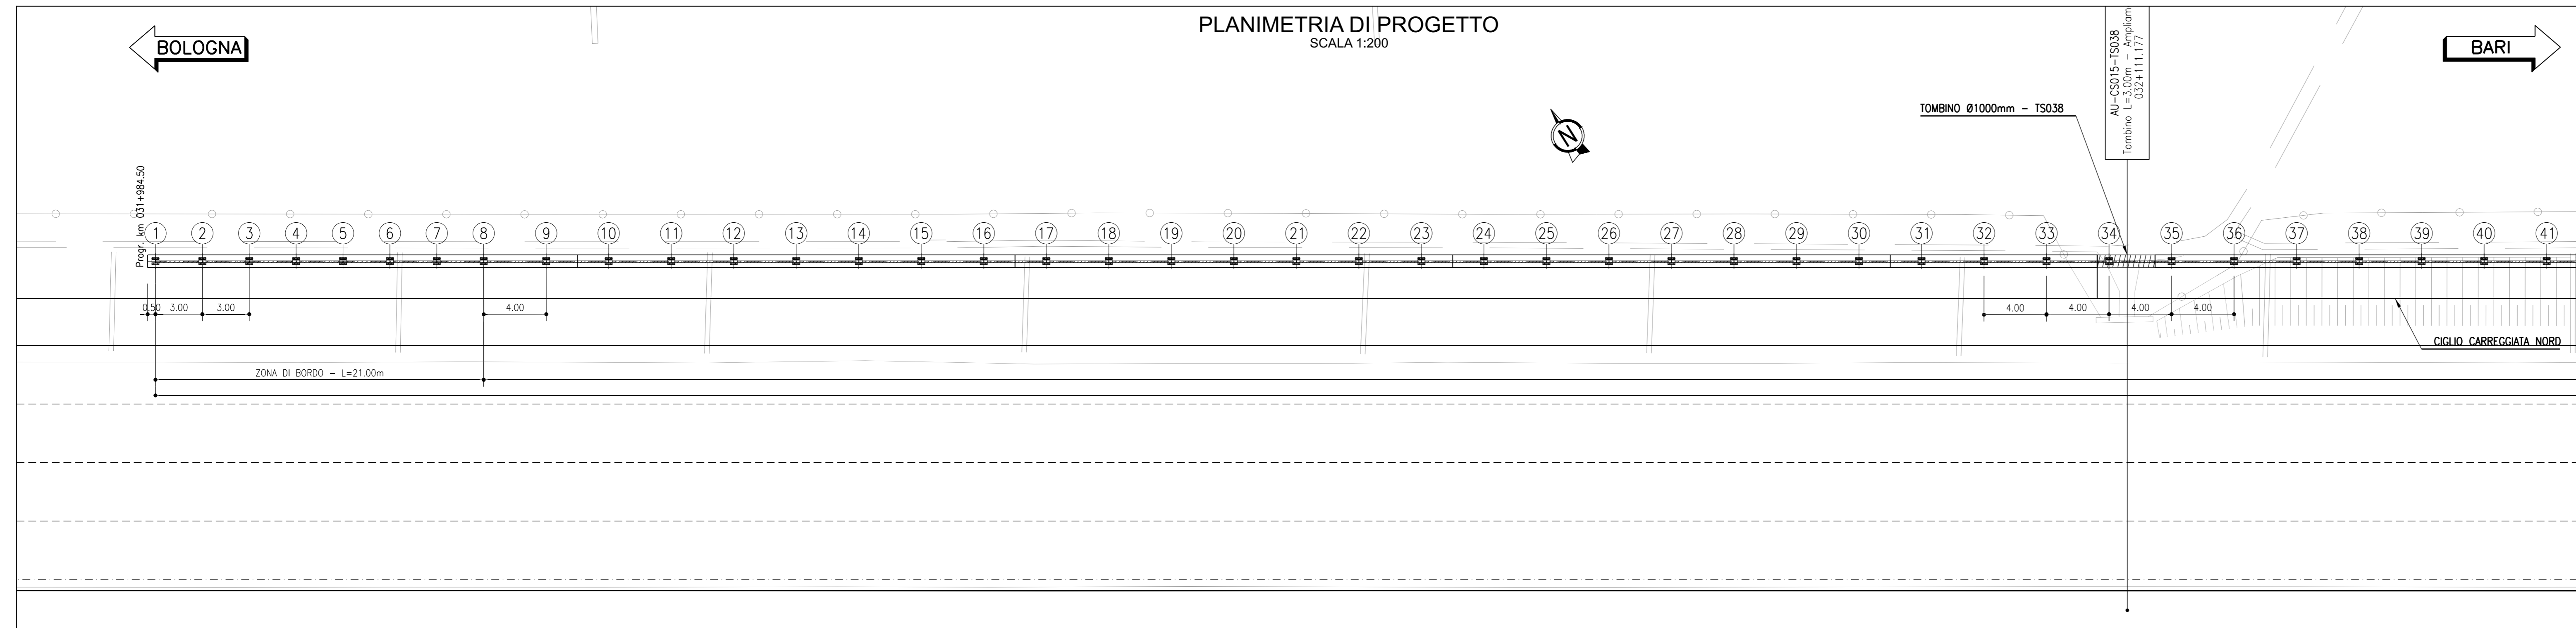 PLANIMETRIA DI PROGETTO
SCALA 1:200
BOLOGNA
BARI
AU-CS015-TS038
Tombino L=3.00m - Ampliam
032+111.177
TOMBINO Ø1000mm - TS038
N
Progr. km 031+984.50
1 2 3 4 5 6 7 8 9 10 11 12 13 14 15 16 17 18 19 20 21 22 23 24 25 26 27 28 29 30 31 32 33 34 35 36 37 38 39 40 41
0.50 3.00 3.00 4.00 4.00 4.00 4.00 4.00
CIGLIO CARREGGIATA NORD
ZONA DI BORDO - L=21.00m